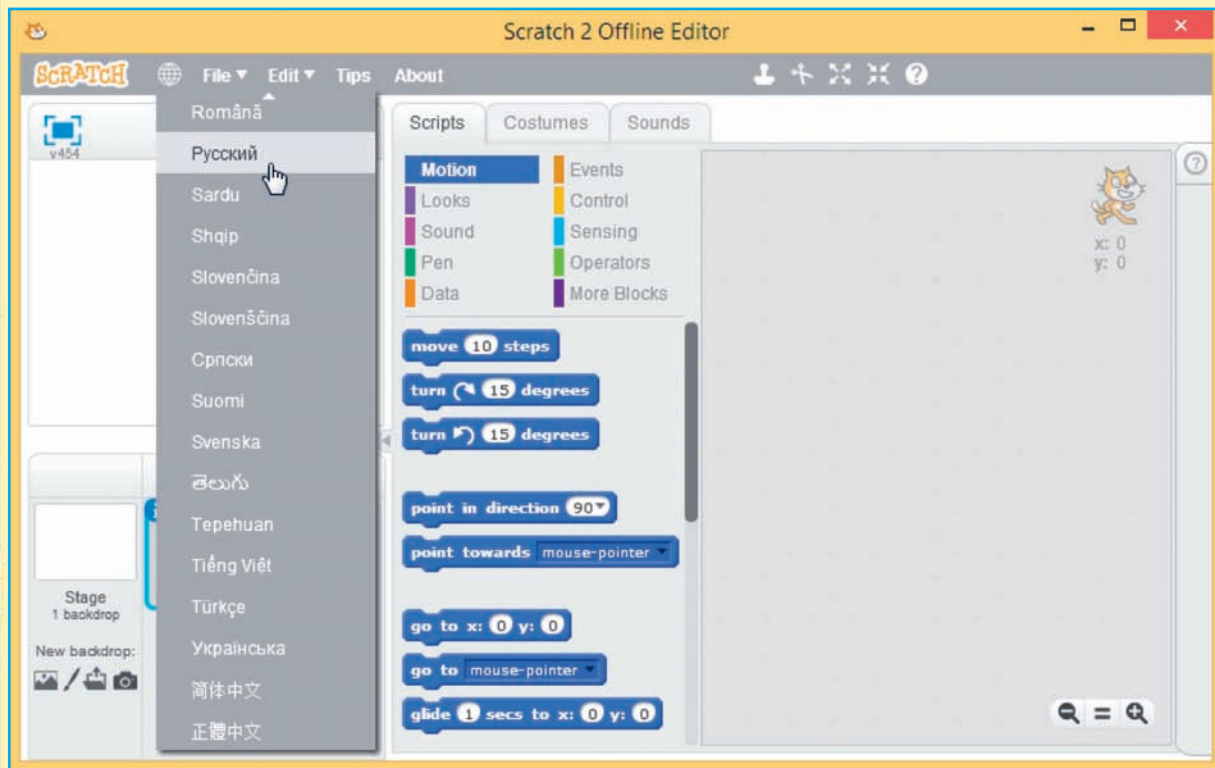 Scratch 2 Offline Editor
SCRATCH File Edit Tips About
v454
Română
Русский
Sardu
Shqip
Slovenčina
Slovenščina
Српски
Suomi
Svenska
తెలుగు
Tepehuan
Tiếng Việt
Türkçe
Українська
简体中文
正體中文
Stage
1 backdrop
New backdrop:
Scripts Costumes Sounds
Motion Events
Looks Control
Sound Sensing
Pen Operators
Data More Blocks
move 10 steps
turn 15 degrees
turn 15 degrees
point in direction 90
point towards mouse-pointer
go to x: 0 y: 0
go to mouse-pointer
glide 1 secs to x: 0 y: 0
x: 0
y: 0